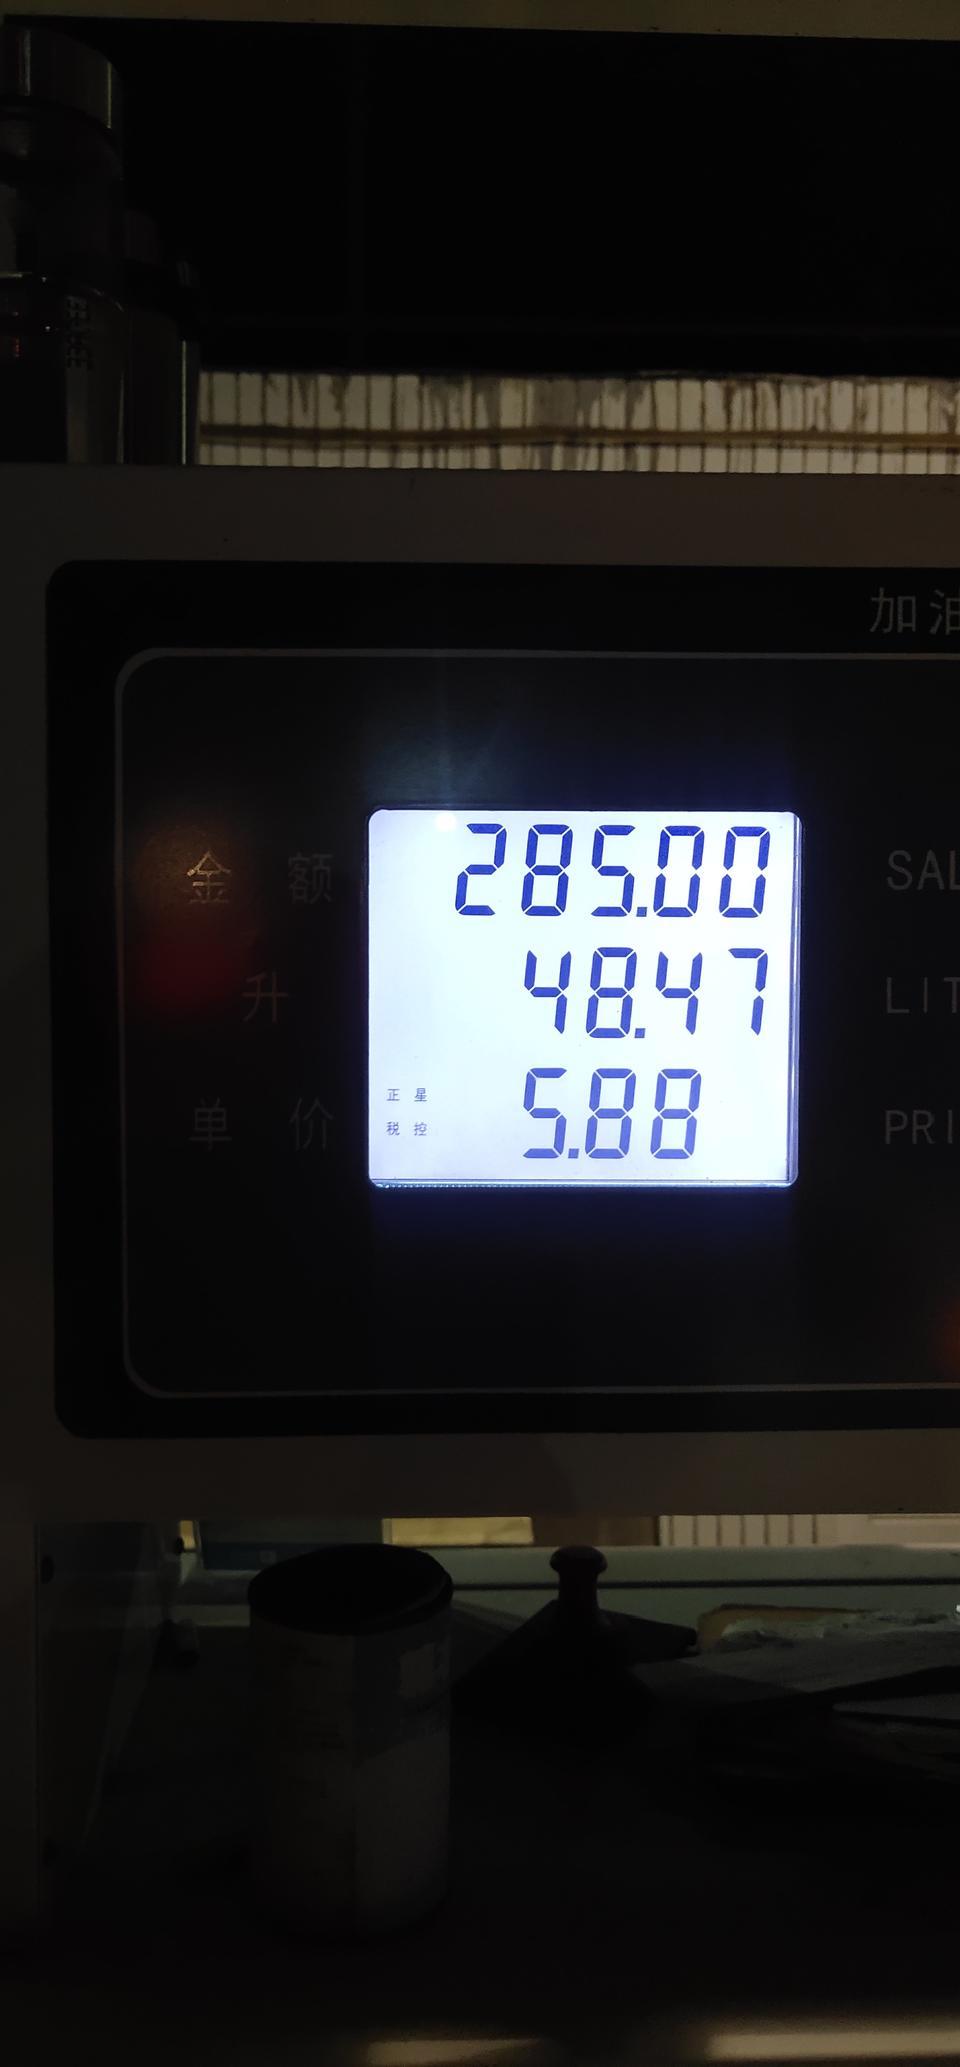 加油
金 额 285.00 SAL
升 48.47 LIT
正 星
税 控
单 价 5.88 PRI